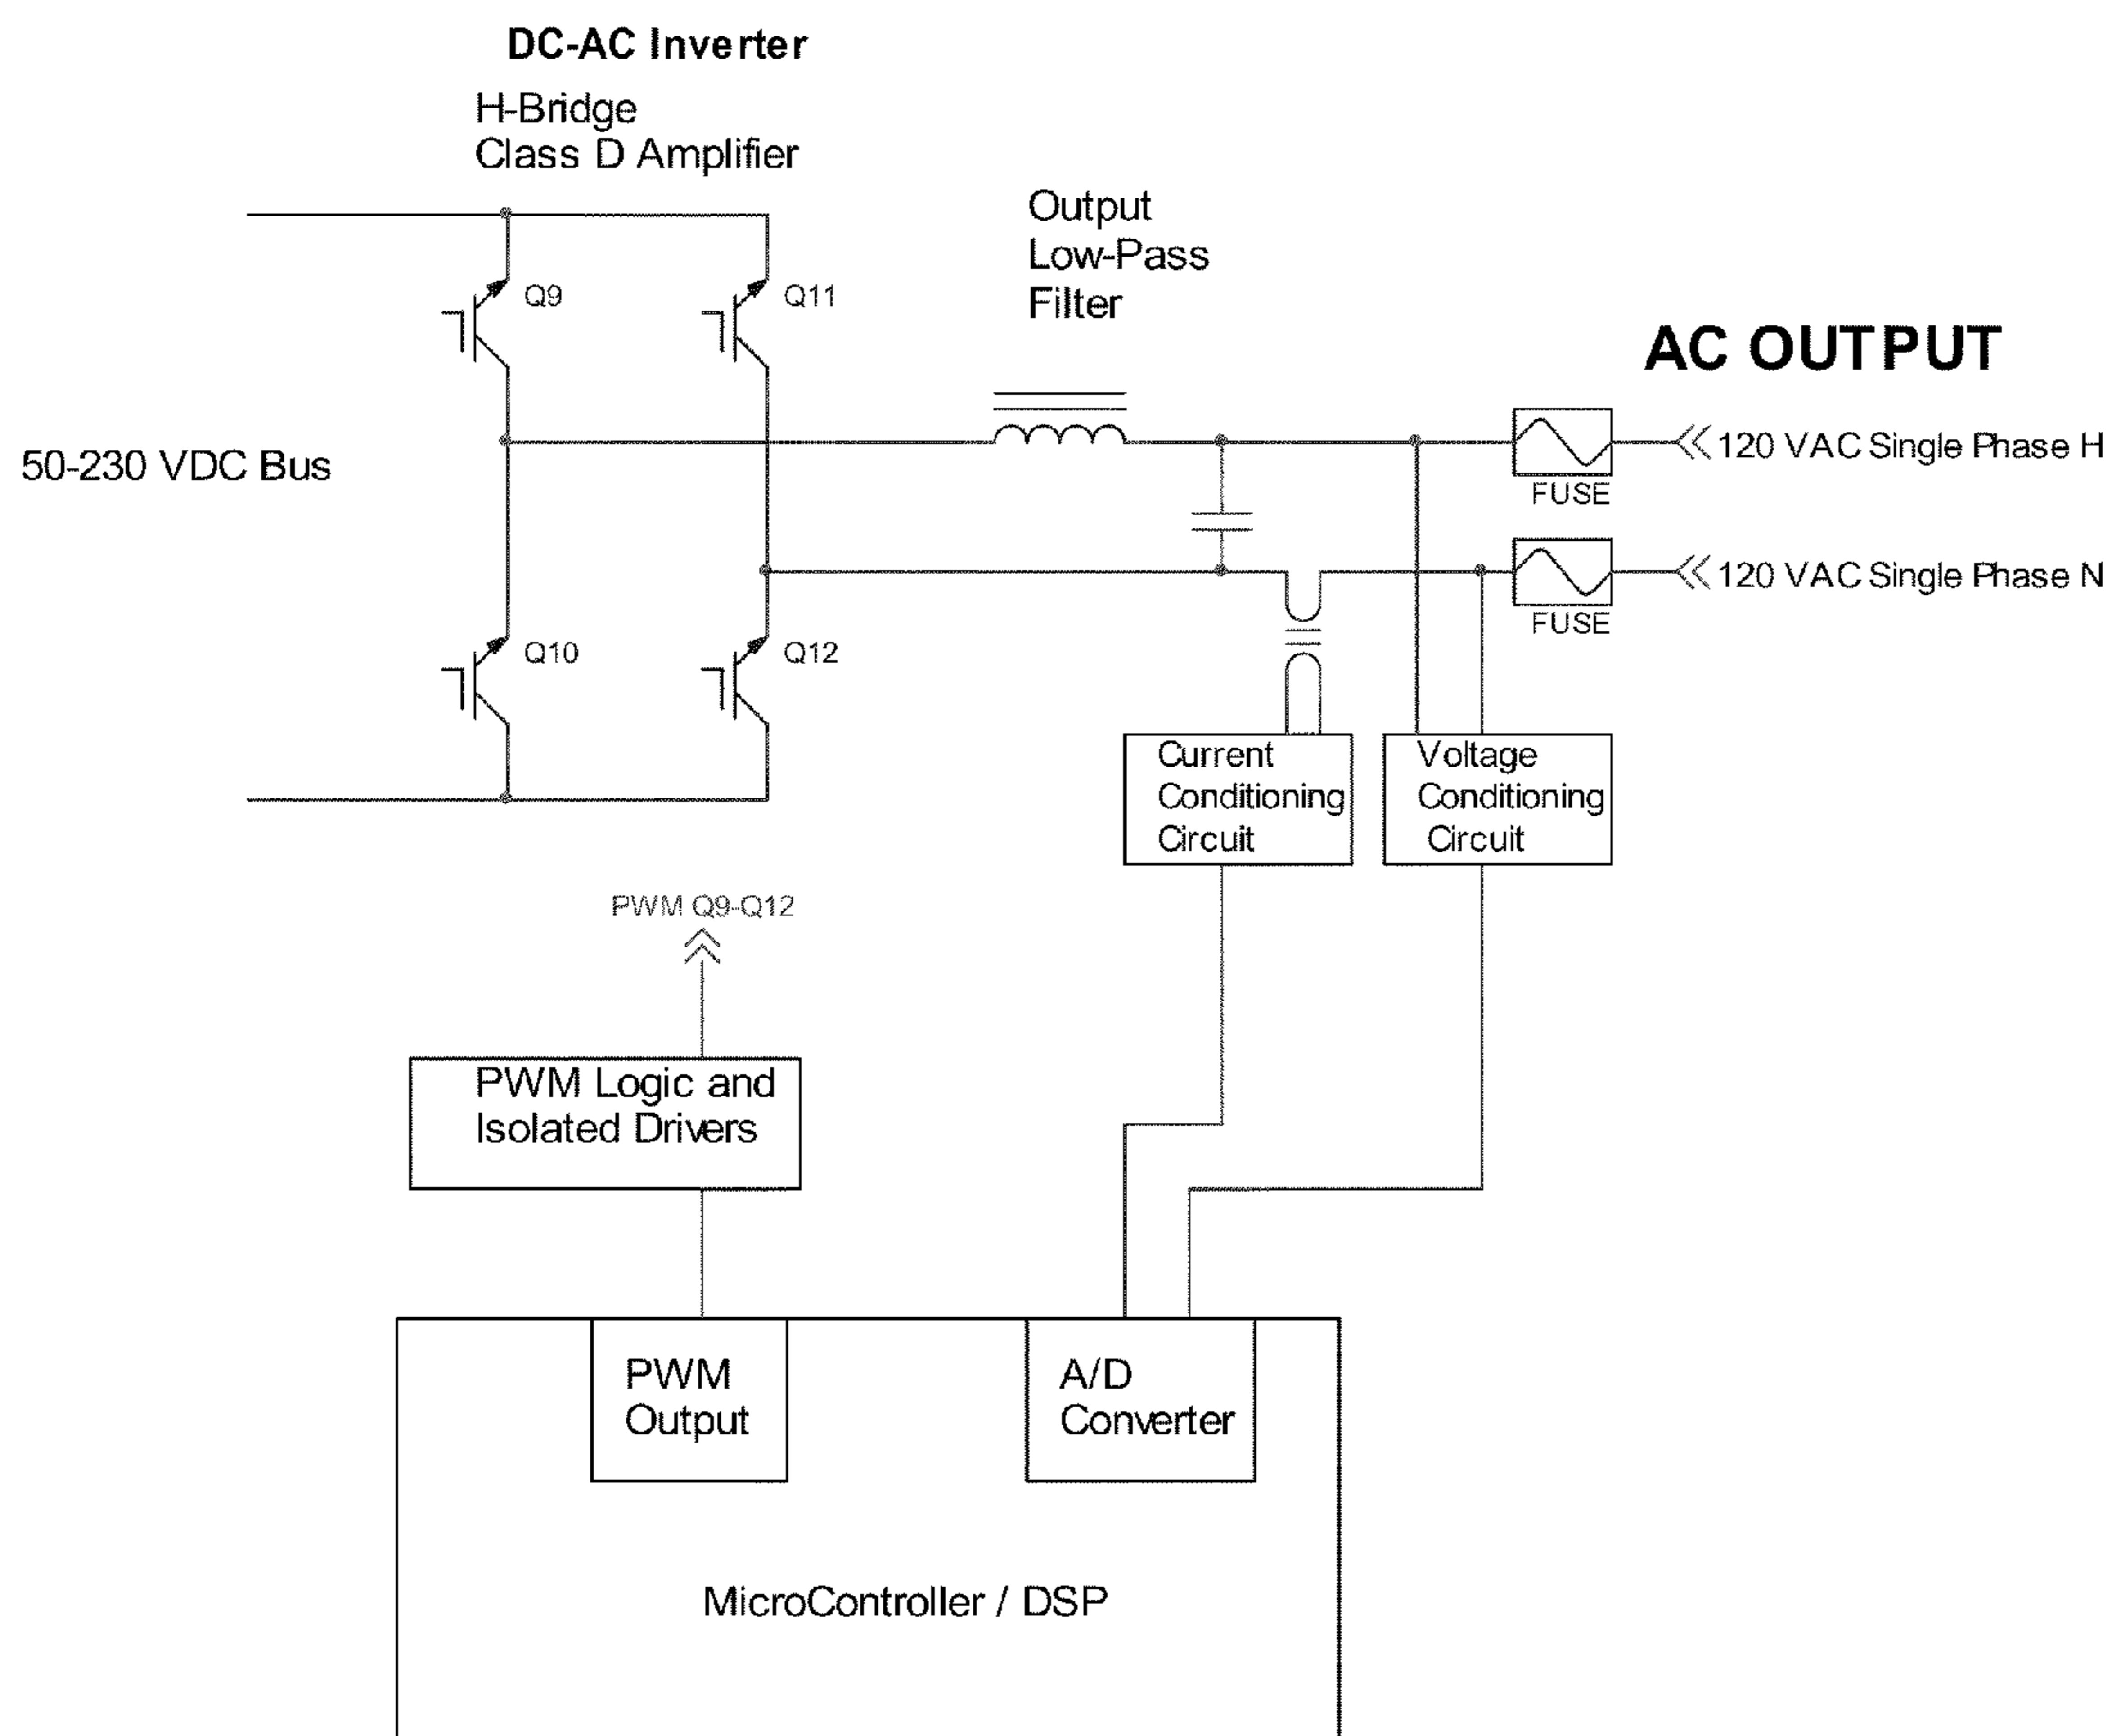 DC-AC Inverter
H-Bridge
Class D Amplifier
Output
Low-Pass
Filter
Q9
Q11
AC OUTPUT
50-230 VDC Bus
120 VAC Single Phase H
FUSE
120 VAC Single Phase N
FUSE
Q10
Q12
Current
Conditioning
Circuit
Voltage
Conditioning
Circuit
PWM Q9-Q12
PWM Logic and
Isolated Drivers
PWM
Output
A/D
Converter
MicroController / DSP